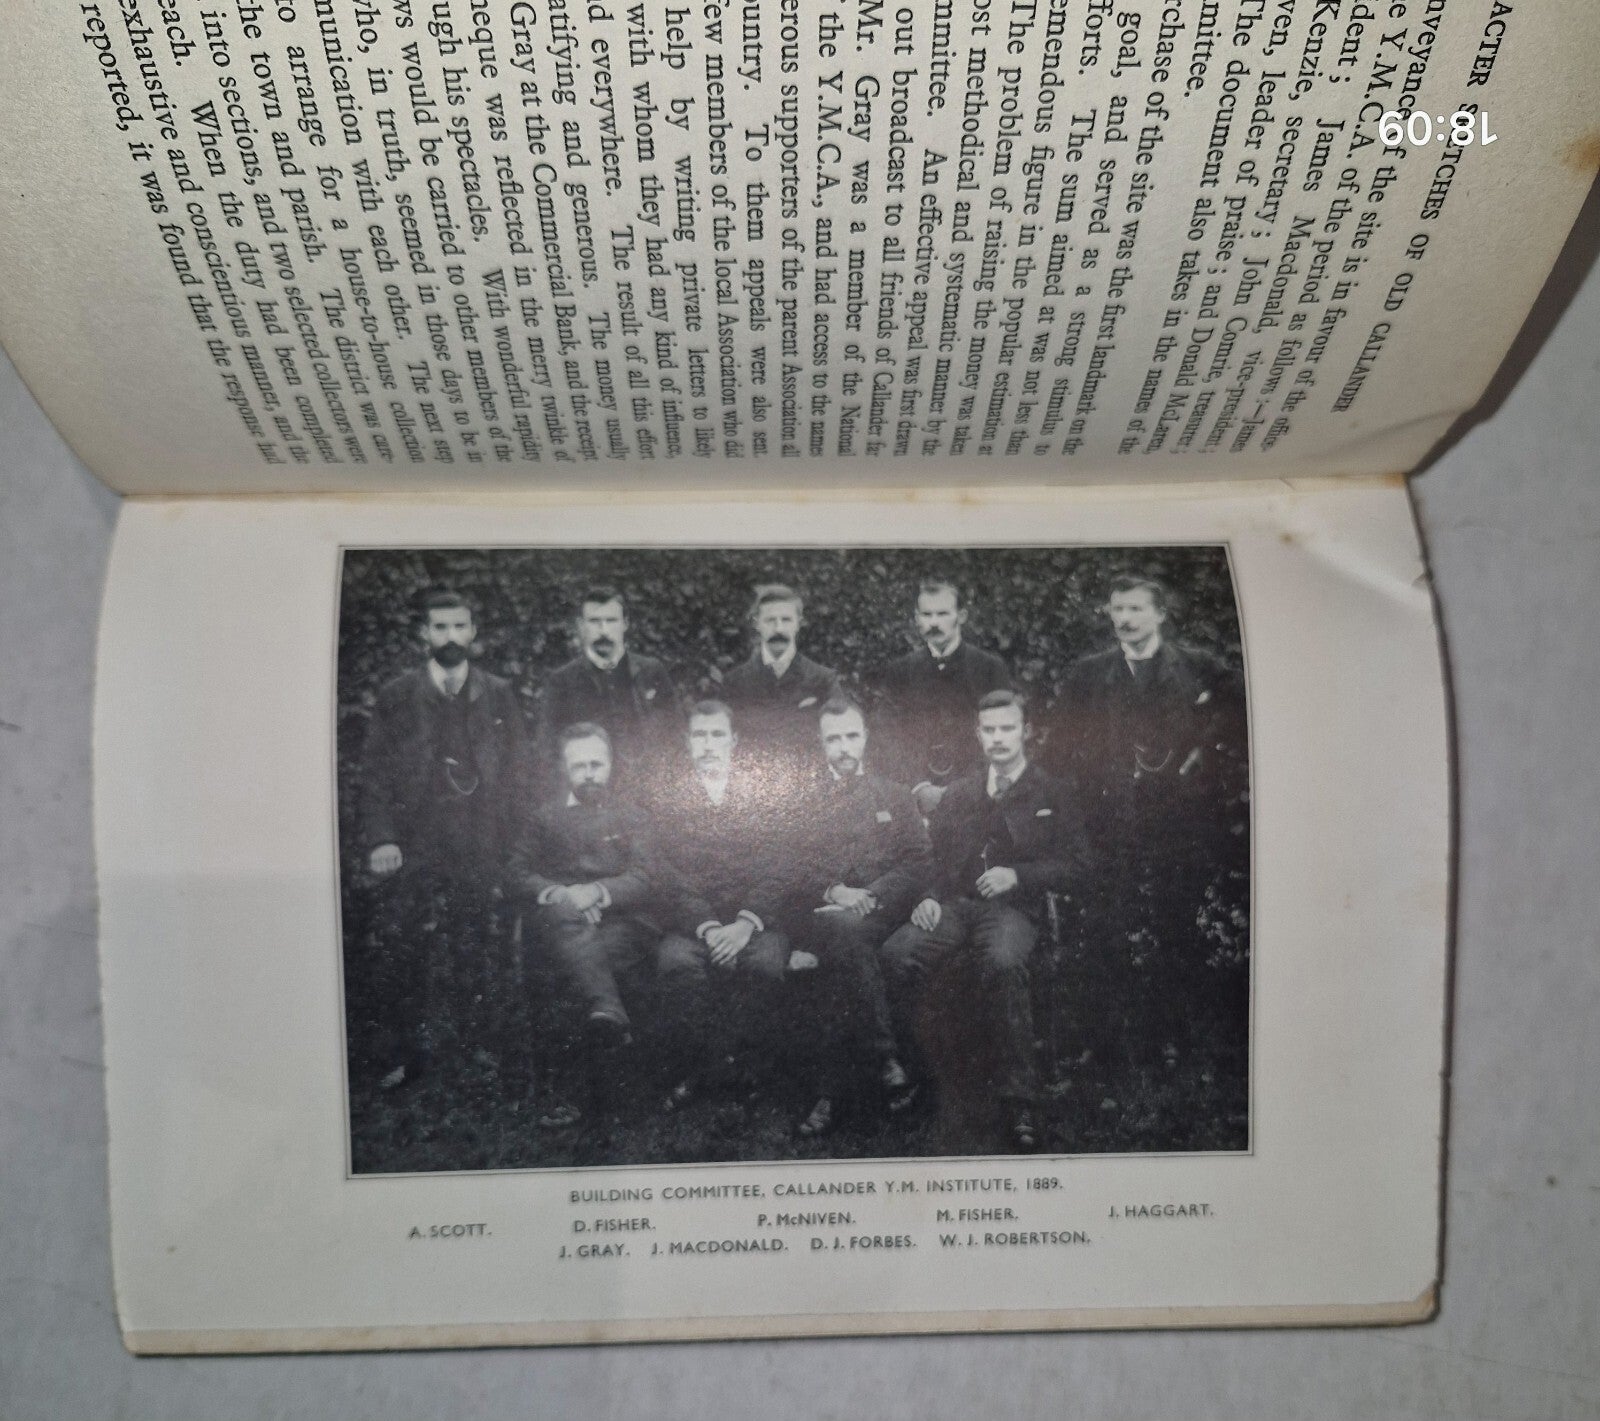 ACTER SKETCHES OF OLD CALLANDER
nveyance of the site is in favour of the office-
e Y.M.C.A. of the period as follows :—James
ident ; James Macdonald, vice-president ;
Kenzie, secretary ; John Comrie, treasurer ;
ven, leader of praise ; and Donald McLaren,
The document also takes in the names of the
mmittee.
rchase of the site was the first landmark on the
goal, and served as a strong stimulus to
fforts. The sum aimed at was not less than
emendous figure in the popular estimation at
The problem of raising the money was taken
ost methodical and systematic manner by the
mmittee. An effective appeal was first drawn
out broadcast to all friends of Callander far
Mr. Gray was a member of the National
f the Y.M.C.A., and had access to the names
erous supporters of the parent Association all
ountry. To them appeals were also sent.
few members of the local Association who did
help by writing private letters to likely
with whom they had any kind of influence,
nd everywhere. The result of all this effort
atifying and generous. The money usually
Gray at the Commercial Bank, and the receipt
heque was reflected in the merry twinkle of
ugh his spectacles. With wonderful rapidity
ws would be carried to other members of the
who, in truth, seemed in those days to be in
munication with each other. The next step
to arrange for a house-to-house collection
the town and parish. The district was care-
into sections, and two selected collectors were
each. When the duty had been completed
exhaustive and conscientious manner, and the
reported, it was found that the response had
18:09
BUILDING COMMITTEE, CALLANDER Y.M. INSTITUTE, 1889.
A. SCOTT. D. FISHER. P. McNIVEN. M. FISHER. J. HAGGART.
J. GRAY. J. MACDONALD. D. J. FORBES. W. J. ROBERTSON.